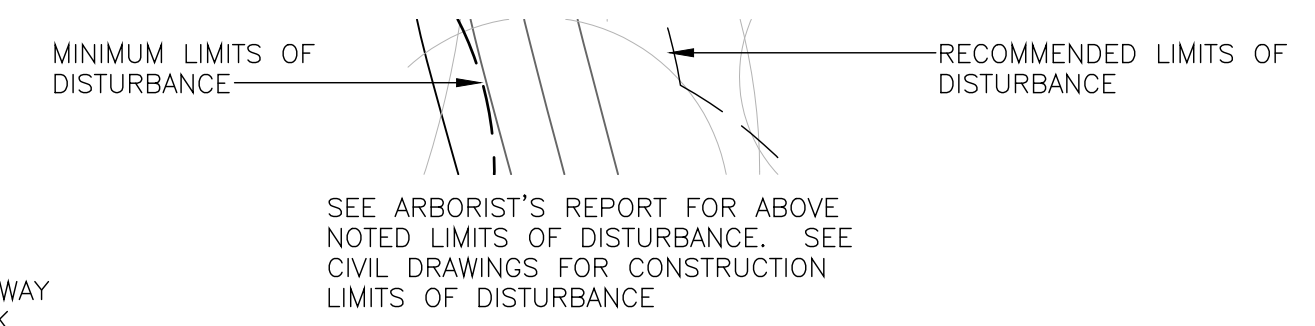 MINIMUM LIMITS OF
DISTURBANCE
RECOMMENDED LIMITS OF
DISTURBANCE
SEE ARBORIST'S REPORT FOR ABOVE
NOTED LIMITS OF DISTURBANCE. SEE
CIVIL DRAWINGS FOR CONSTRUCTION
LIMITS OF DISTURBANCE
WAY